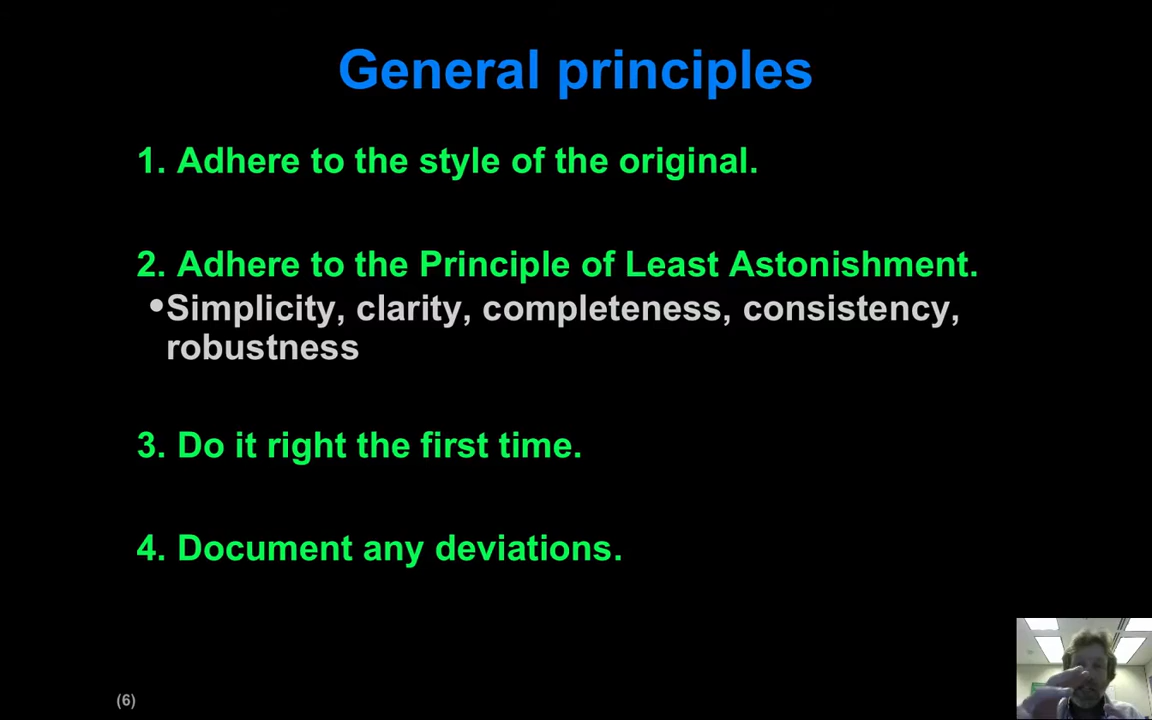 General principles
1. Adhere to the style of the original.
2. Adhere to the Principle of Least Astonishment.
•Simplicity, clarity, completeness, consistency,
robustness
3. Do it right the first time.
4. Document any deviations.
(6)